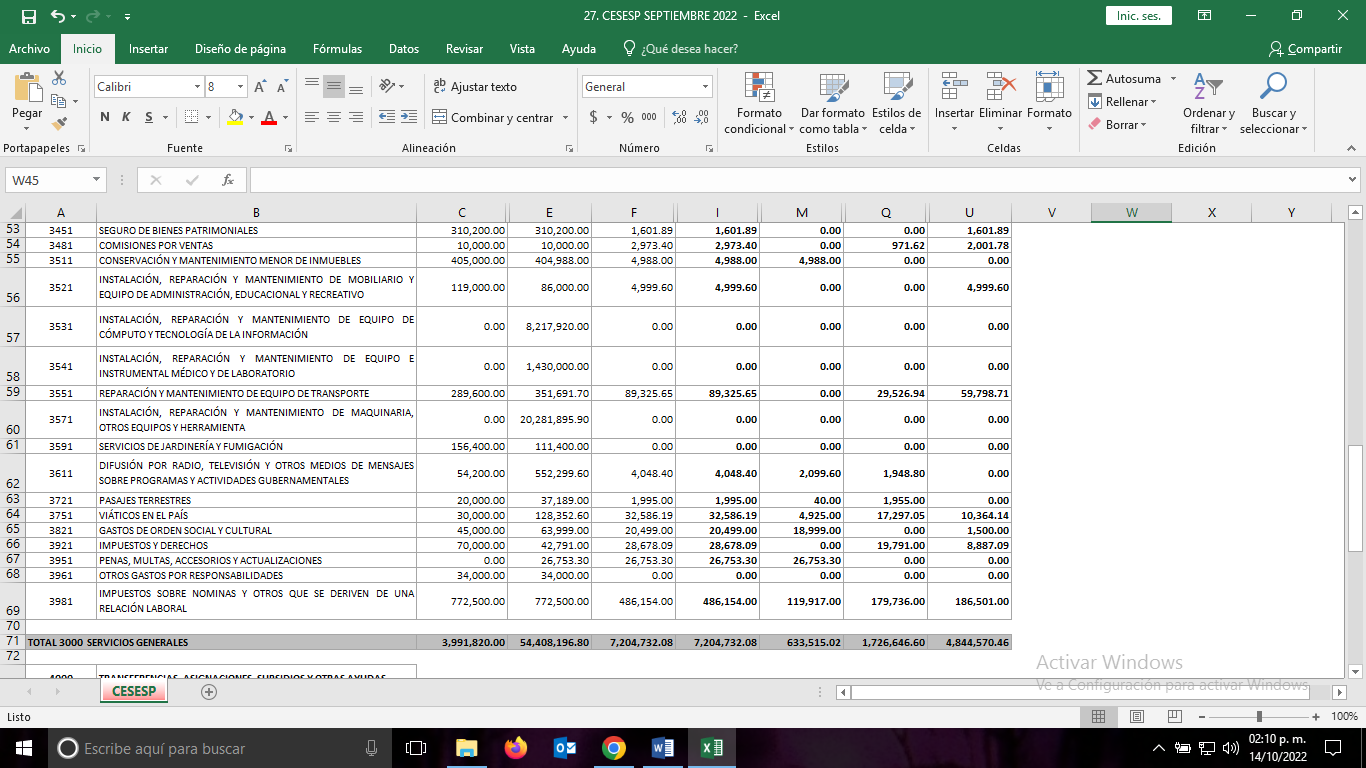 27. CESESP SEPTIEMBRE 2022 - Excel
Inic. ses.
Archivo Inicio Insertar Diseño de página Fórmulas Datos Revisar Vista Ayuda ¿Qué desea hacer? Compartir
Pegar
Calibri 8
N K S
Ajustar texto
Combinar y centrar
General
$ % 000
Formato condicional
Dar formato como tabla
Estilos de celda
Insertar Eliminar Formato
Autosuma
Rellenar
Borrar
Ordenar y filtrar
Buscar y seleccionar
Portapapeles Fuente Alineación Número Estilos Celdas Edición
W45 fx
A B C E F I M Q U V W X Y
53 3451 SEGURO DE BIENES PATRIMONIALES 310,200.00 310,200.00 1,601.89 1,601.89 0.00 0.00 1,601.89
54 3481 COMISIONES POR VENTAS 10,000.00 10,000.00 2,973.40 2,973.40 0.00 971.62 2,001.78
55 3511 CONSERVACIÓN Y MANTENIMIENTO MENOR DE INMUEBLES 405,000.00 404,988.00 4,988.00 4,988.00 4,988.00 0.00 0.00
56 3521 INSTALACIÓN, REPARACIÓN Y MANTENIMIENTO DE MOBILIARIO Y
EQUIPO DE ADMINISTRACIÓN, EDUCACIONAL Y RECREATIVO 119,000.00 86,000.00 4,999.60 4,999.60 0.00 0.00 4,999.60
57 3531 INSTALACIÓN, REPARACIÓN Y MANTENIMIENTO DE EQUIPO DE
CÓMPUTO Y TECNOLOGÍA DE LA INFORMACIÓN 0.00 8,217,920.00 0.00 0.00 0.00 0.00 0.00
58 3541 INSTALACIÓN, REPARACIÓN Y MANTENIMIENTO DE EQUIPO E
INSTRUMENTAL MÉDICO Y DE LABORATORIO 0.00 1,430,000.00 0.00 0.00 0.00 0.00 0.00
59 3551 REPARACIÓN Y MANTENIMIENTO DE EQUIPO DE TRANSPORTE 289,600.00 351,691.70 89,325.65 89,325.65 0.00 29,526.94 59,798.71
60 3571 INSTALACIÓN, REPARACIÓN Y MANTENIMIENTO DE MAQUINARIA,
OTROS EQUIPOS Y HERRAMIENTA 0.00 20,281,895.90 0.00 0.00 0.00 0.00 0.00
61 3591 SERVICIOS DE JARDINERÍA Y FUMIGACIÓN 156,400.00 111,400.00 0.00 0.00 0.00 0.00 0.00
62 3611 DIFUSIÓN POR RADIO, TELEVISIÓN Y OTROS MEDIOS DE MENSAJES
SOBRE PROGRAMAS Y ACTIVIDADES GUBERNAMENTALES 54,200.00 552,299.60 4,048.40 4,048.40 2,099.60 1,948.80 0.00
63 3721 PASAJES TERRESTRES 20,000.00 37,189.00 1,995.00 1,995.00 40.00 1,955.00 0.00
64 3751 VIÁTICOS EN EL PAÍS 30,000.00 128,352.60 32,586.19 32,586.19 4,925.00 17,297.05 10,364.14
65 3821 GASTOS DE ORDEN SOCIAL Y CULTURAL 45,000.00 63,999.00 20,499.00 20,499.00 18,999.00 0.00 1,500.00
66 3921 IMPUESTOS Y DERECHOS 70,000.00 42,791.00 28,678.09 28,678.09 0.00 19,791.00 8,887.09
67 3951 PENAS, MULTAS, ACCESORIOS Y ACTUALIZACIONES 0.00 26,753.30 26,753.30 26,753.30 26,753.30 0.00 0.00
68 3961 OTROS GASTOS POR RESPONSABILIDADES 34,000.00 34,000.00 0.00 0.00 0.00 0.00 0.00
69 3981 IMPUESTOS SOBRE NOMINAS Y OTROS QUE SE DERIVEN DE UNA
RELACIÓN LABORAL 772,500.00 772,500.00 486,154.00 486,154.00 119,917.00 179,736.00 186,501.00
70
71 TOTAL 3000 SERVICIOS GENERALES 3,991,820.00 54,408,196.80 7,204,732.08 7,204,732.08 633,515.02 1,726,646.60 4,844,570.46
72
4000 TRANSFERENCIAS, ASIGNACIONES, SUBSIDIOS Y OTRAS AYUDAS
Activar Windows
Ve a Configuración para activar Windows.
CESESP
Listo 100%
Escribe aquí para buscar
02:10 p. m.
14/10/2022